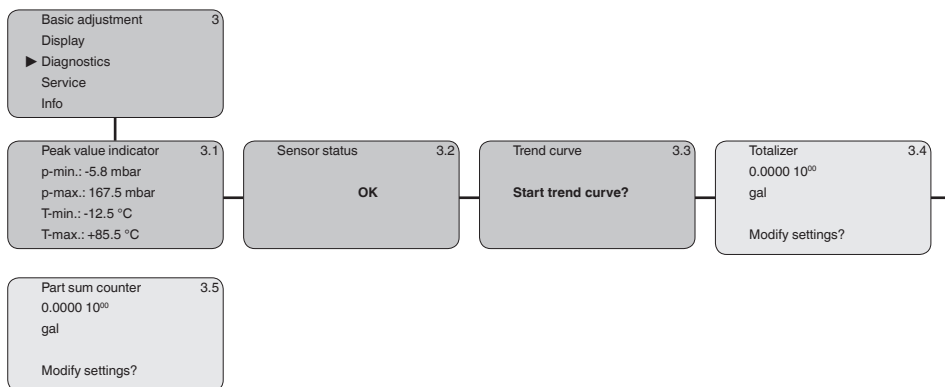 Basic adjustment 3
Display
▶ Diagnostics
Service
Info
Peak value indicator 3.1
p-min.: -5.8 mbar
p-max.: 167.5 mbar
T-min.: -12.5 °C
T-max.: +85.5 °C
Sensor status 3.2
OK
Trend curve 3.3
Start trend curve?
Totalizer 3.4
0.0000 10⁰⁰
gal
Modify settings?
Part sum counter 3.5
0.0000 10⁰⁰
gal
Modify settings?